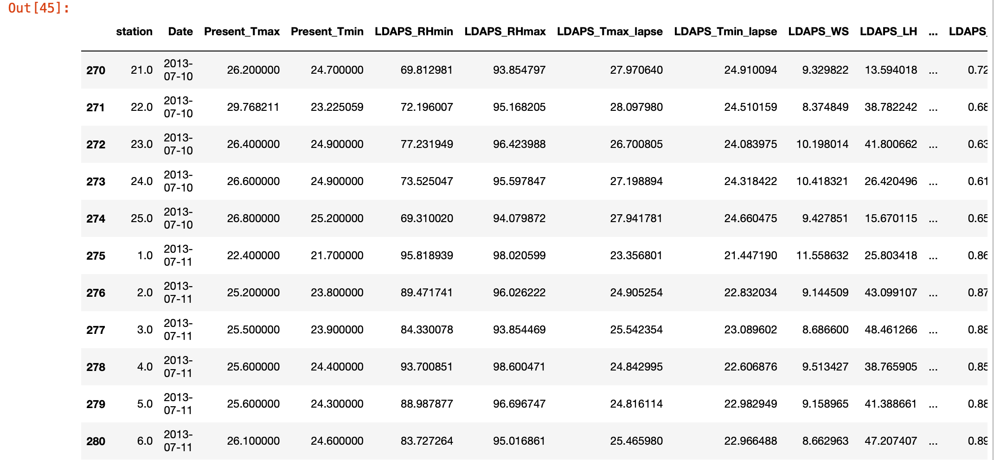 Out[45]:
station Date Present_Tmax Present_Tmin LDAPS_RHmin LDAPS_RHmax LDAPS_Tmax_lapse LDAPS_Tmin_lapse LDAPS_WS LDAPS_LH ... LDAPS_
270 21.0 2013-07-10 26.200000 24.700000 69.812981 93.854797 27.970640 24.910094 9.329822 13.594018 ... 0.72
271 22.0 2013-07-10 29.768211 23.225059 72.196007 95.168205 28.097980 24.510159 8.374849 38.782242 ... 0.68
272 23.0 2013-07-10 26.400000 24.900000 77.231949 96.423988 26.700805 24.083975 10.198014 41.800662 ... 0.63
273 24.0 2013-07-10 26.600000 24.900000 73.525047 95.597847 27.198894 24.318422 10.418321 26.420496 ... 0.61
274 25.0 2013-07-10 26.800000 25.200000 69.310020 94.079872 27.941781 24.660475 9.427851 15.670115 ... 0.65
275 1.0 2013-07-11 22.400000 21.700000 95.818939 98.020599 23.356801 21.447190 11.558632 25.803418 ... 0.86
276 2.0 2013-07-11 25.200000 23.800000 89.471741 96.026222 24.905254 22.832034 9.144509 43.099107 ... 0.87
277 3.0 2013-07-11 25.500000 23.900000 84.330078 93.854469 25.542354 23.089602 8.686600 48.461266 ... 0.88
278 4.0 2013-07-11 25.600000 24.400000 93.700851 98.600471 24.842995 22.606876 9.513427 38.765905 ... 0.85
279 5.0 2013-07-11 25.600000 24.300000 88.987877 96.696747 24.816114 22.982949 9.158965 41.388661 ... 0.88
280 6.0 2013-07-11 26.100000 24.600000 83.727264 95.016861 25.465980 22.966488 8.662963 47.207407 ... 0.89